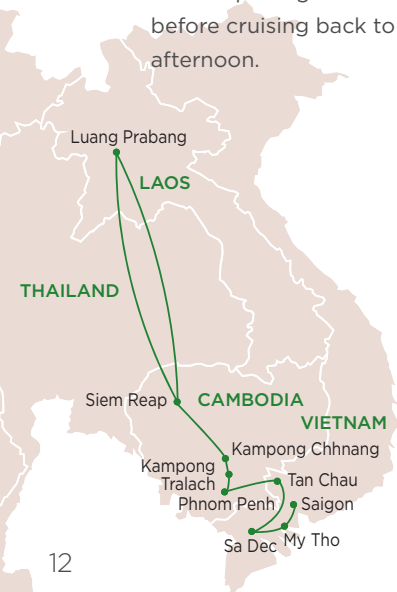 before cruising back to
afternoon.
Luang Prabang
LAOS
THAILAND
Siem Reap
CAMBODIA
VIETNAM
Kampong Chhnang
Kampong
Tralach
Tan Chau
Phnom Penh
Saigon
Sa Dec
My Tho
12